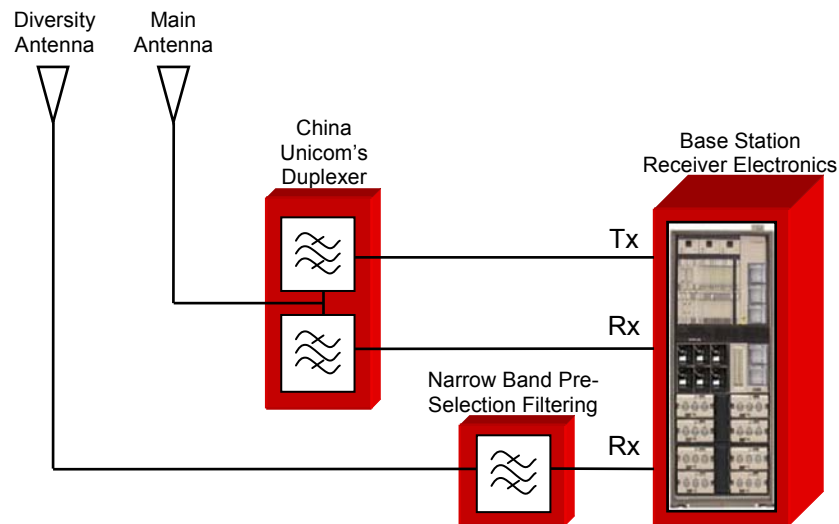 Diversity
Antenna
Main
Antenna
China
Unicom's
Duplexer
Base Station
Receiver Electronics
Tx
Rx
Narrow Band Pre-
Selection Filtering
Rx